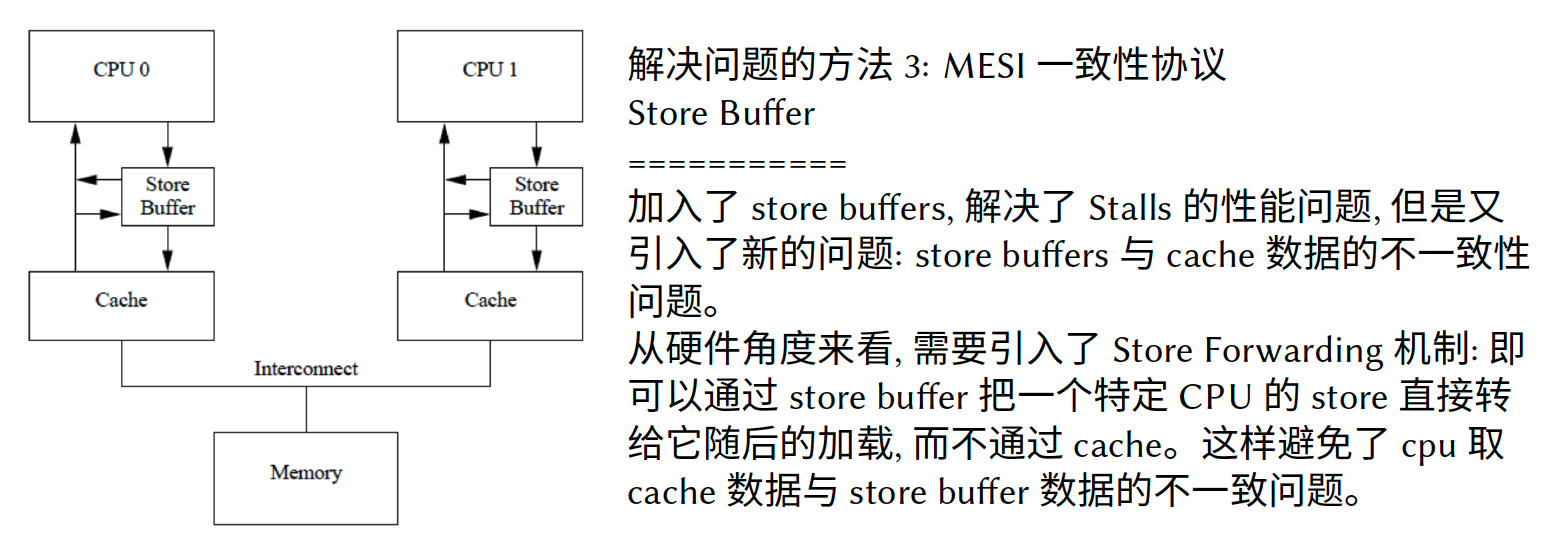 CPU 0
CPU 1
Store
Buffer
Store
Buffer
Cache
Cache
Interconnect
Memory
解决问题的方法 3: MESI 一致性协议
Store Buffer
===========
加入了 store buffers, 解决了 Stalls 的性能问题, 但是又
引入了新的问题: store buffers 与 cache 数据的不一致性
问题。
从硬件角度来看, 需要引入了 Store Forwarding 机制: 即
可以通过 store buffer 把一个特定 CPU 的 store 直接转
给它随后的加载, 而不通过 cache。这样避免了 cpu 取
cache 数据与 store buffer 数据的不一致问题。